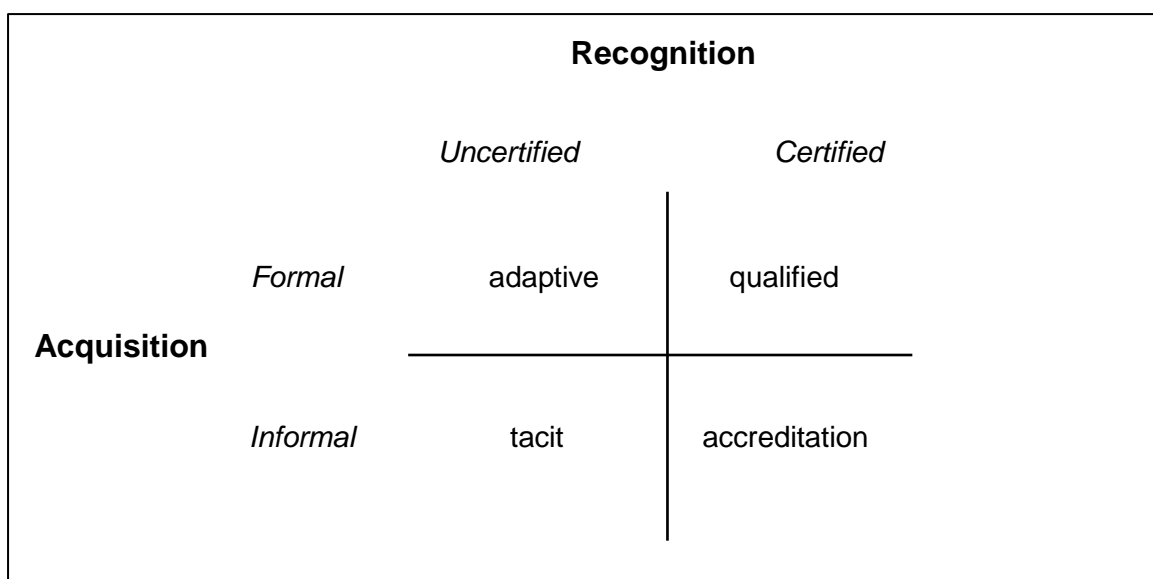 Recognition
Uncertified Certified
Formal adaptive qualified
Acquisition
Informal tacit accreditation